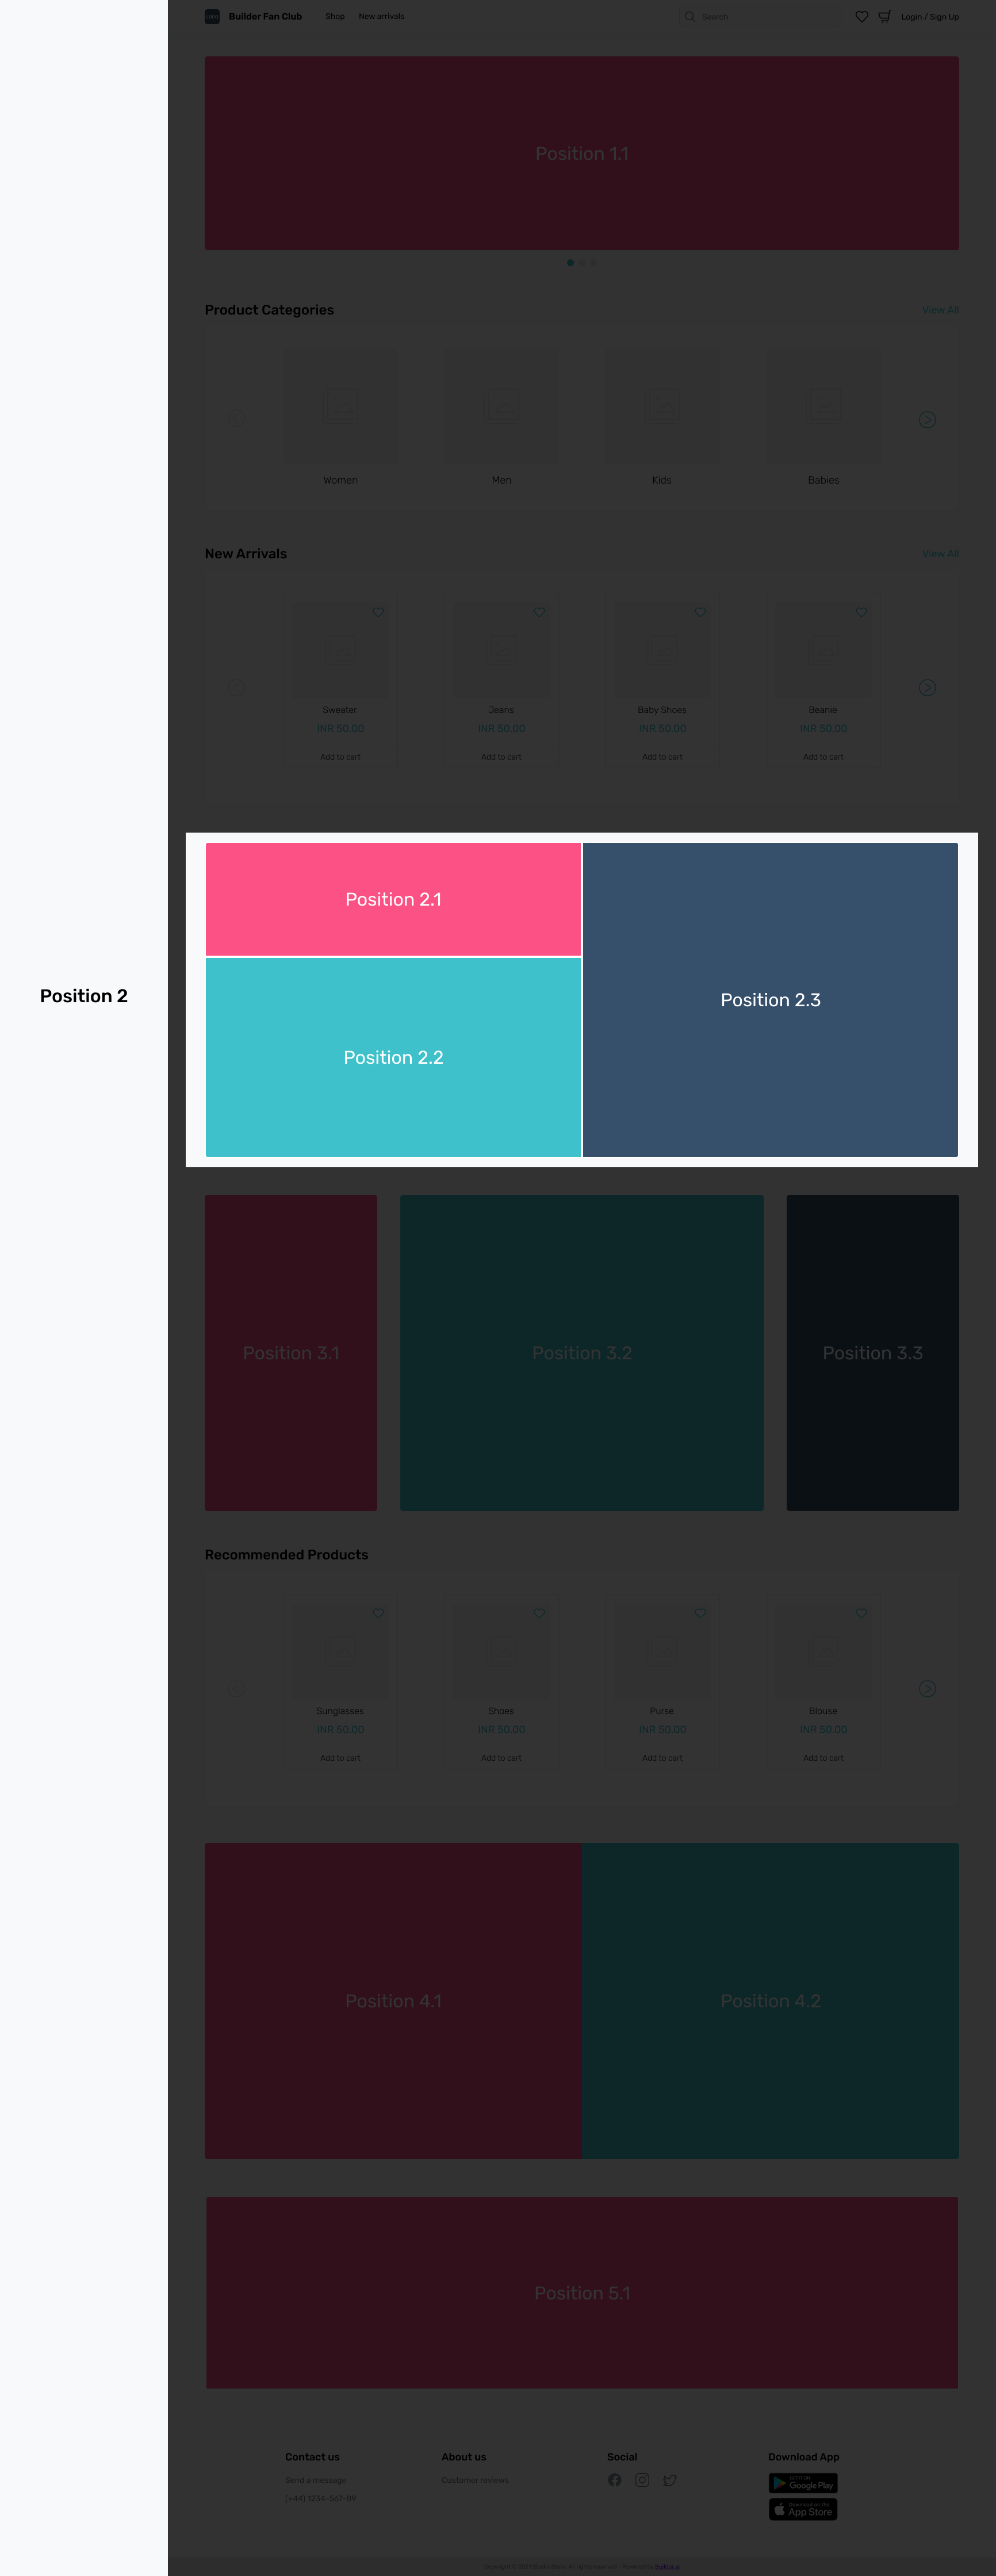 Builder Fan Club
Shop
New arrivals
Search
Login / Sign Up
Position 1.1
Product Categories
View All
Women
Men
Kids
Babies
New Arrivals
View All
Sweater
Jeans
Baby Shoes
Beanie
INR 50.00
INR 50.00
INR 50.00
INR 50.00
Add to cart
Add to cart
Add to cart
Add to cart
Position 2
Position 2.1
Position 2.2
Position 2.3
Position 3.1
Position 3.2
Position 3.3
Recommended Products
Sunglasses
Shoes
Purse
Blouse
INR 50.00
INR 50.00
INR 50.00
INR 50.00
Add to cart
Add to cart
Add to cart
Add to cart
Position 4.1
Position 4.2
Position 5.1
Contact us
About us
Social
Download App
Send a message
Customer reviews
(+44) 1234-567-89
GET IT ON
Google Play
Download on the
App Store